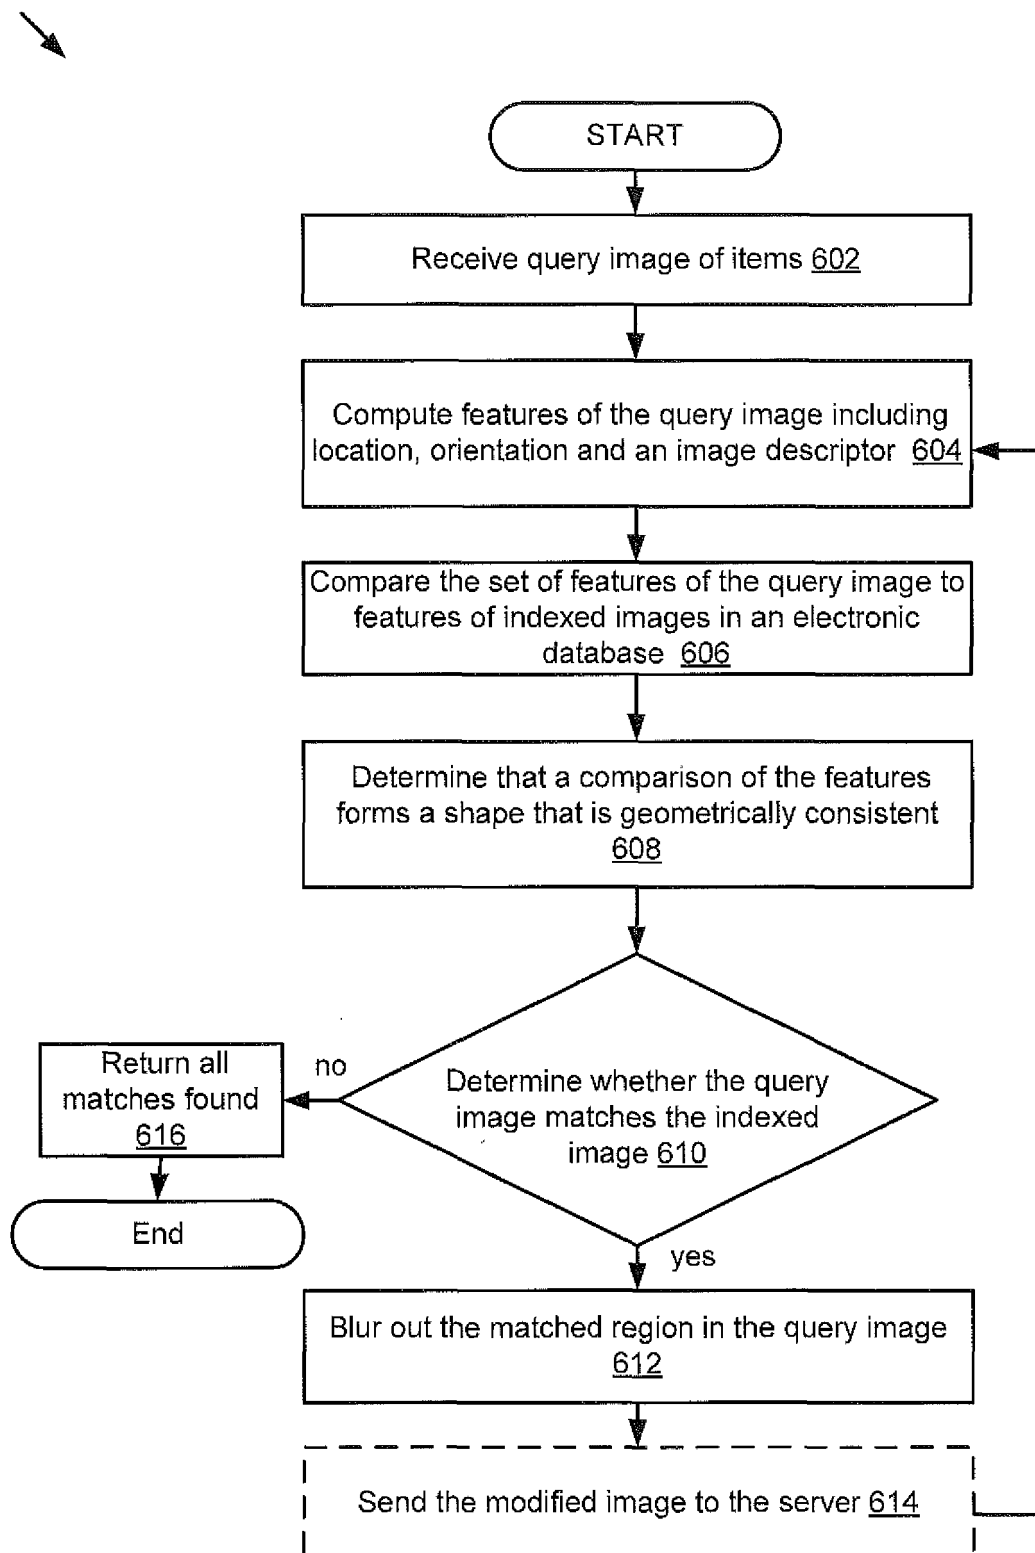 START
Receive query image of items 602
Compute features of the query image including
location, orientation and an image descriptor 604
Compare the set of features of the query image to
features of indexed images in an electronic
database 606
Determine that a comparison of the features
forms a shape that is geometrically consistent
608
Determine whether the query
image matches the indexed
image 610
no
Return all
matches found
616
End
yes
Blur out the matched region in the query image
612
Send the modified image to the server 614